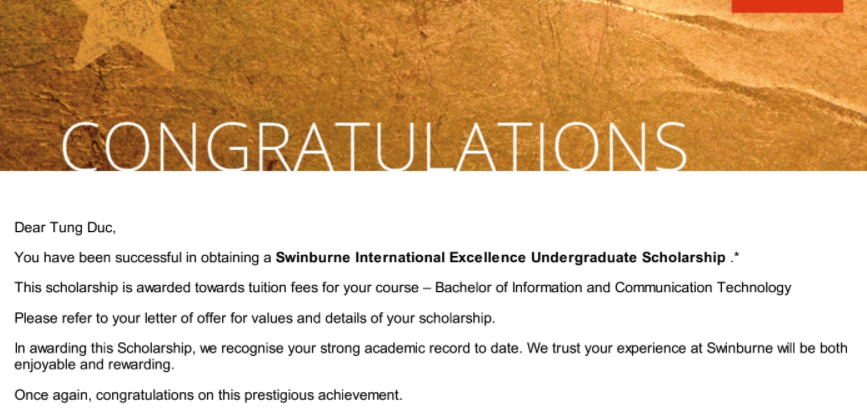 CONGRATULATIONS
Dear Tung Duc,
You have been successful in obtaining a Swinburne International Excellence Undergraduate Scholarship .*
This scholarship is awarded towards tuition fees for your course – Bachelor of Information and Communication Technology
Please refer to your letter of offer for values and details of your scholarship.
In awarding this Scholarship, we recognise your strong academic record to date. We trust your experience at Swinburne will be both
enjoyable and rewarding.
Once again, congratulations on this prestigious achievement.